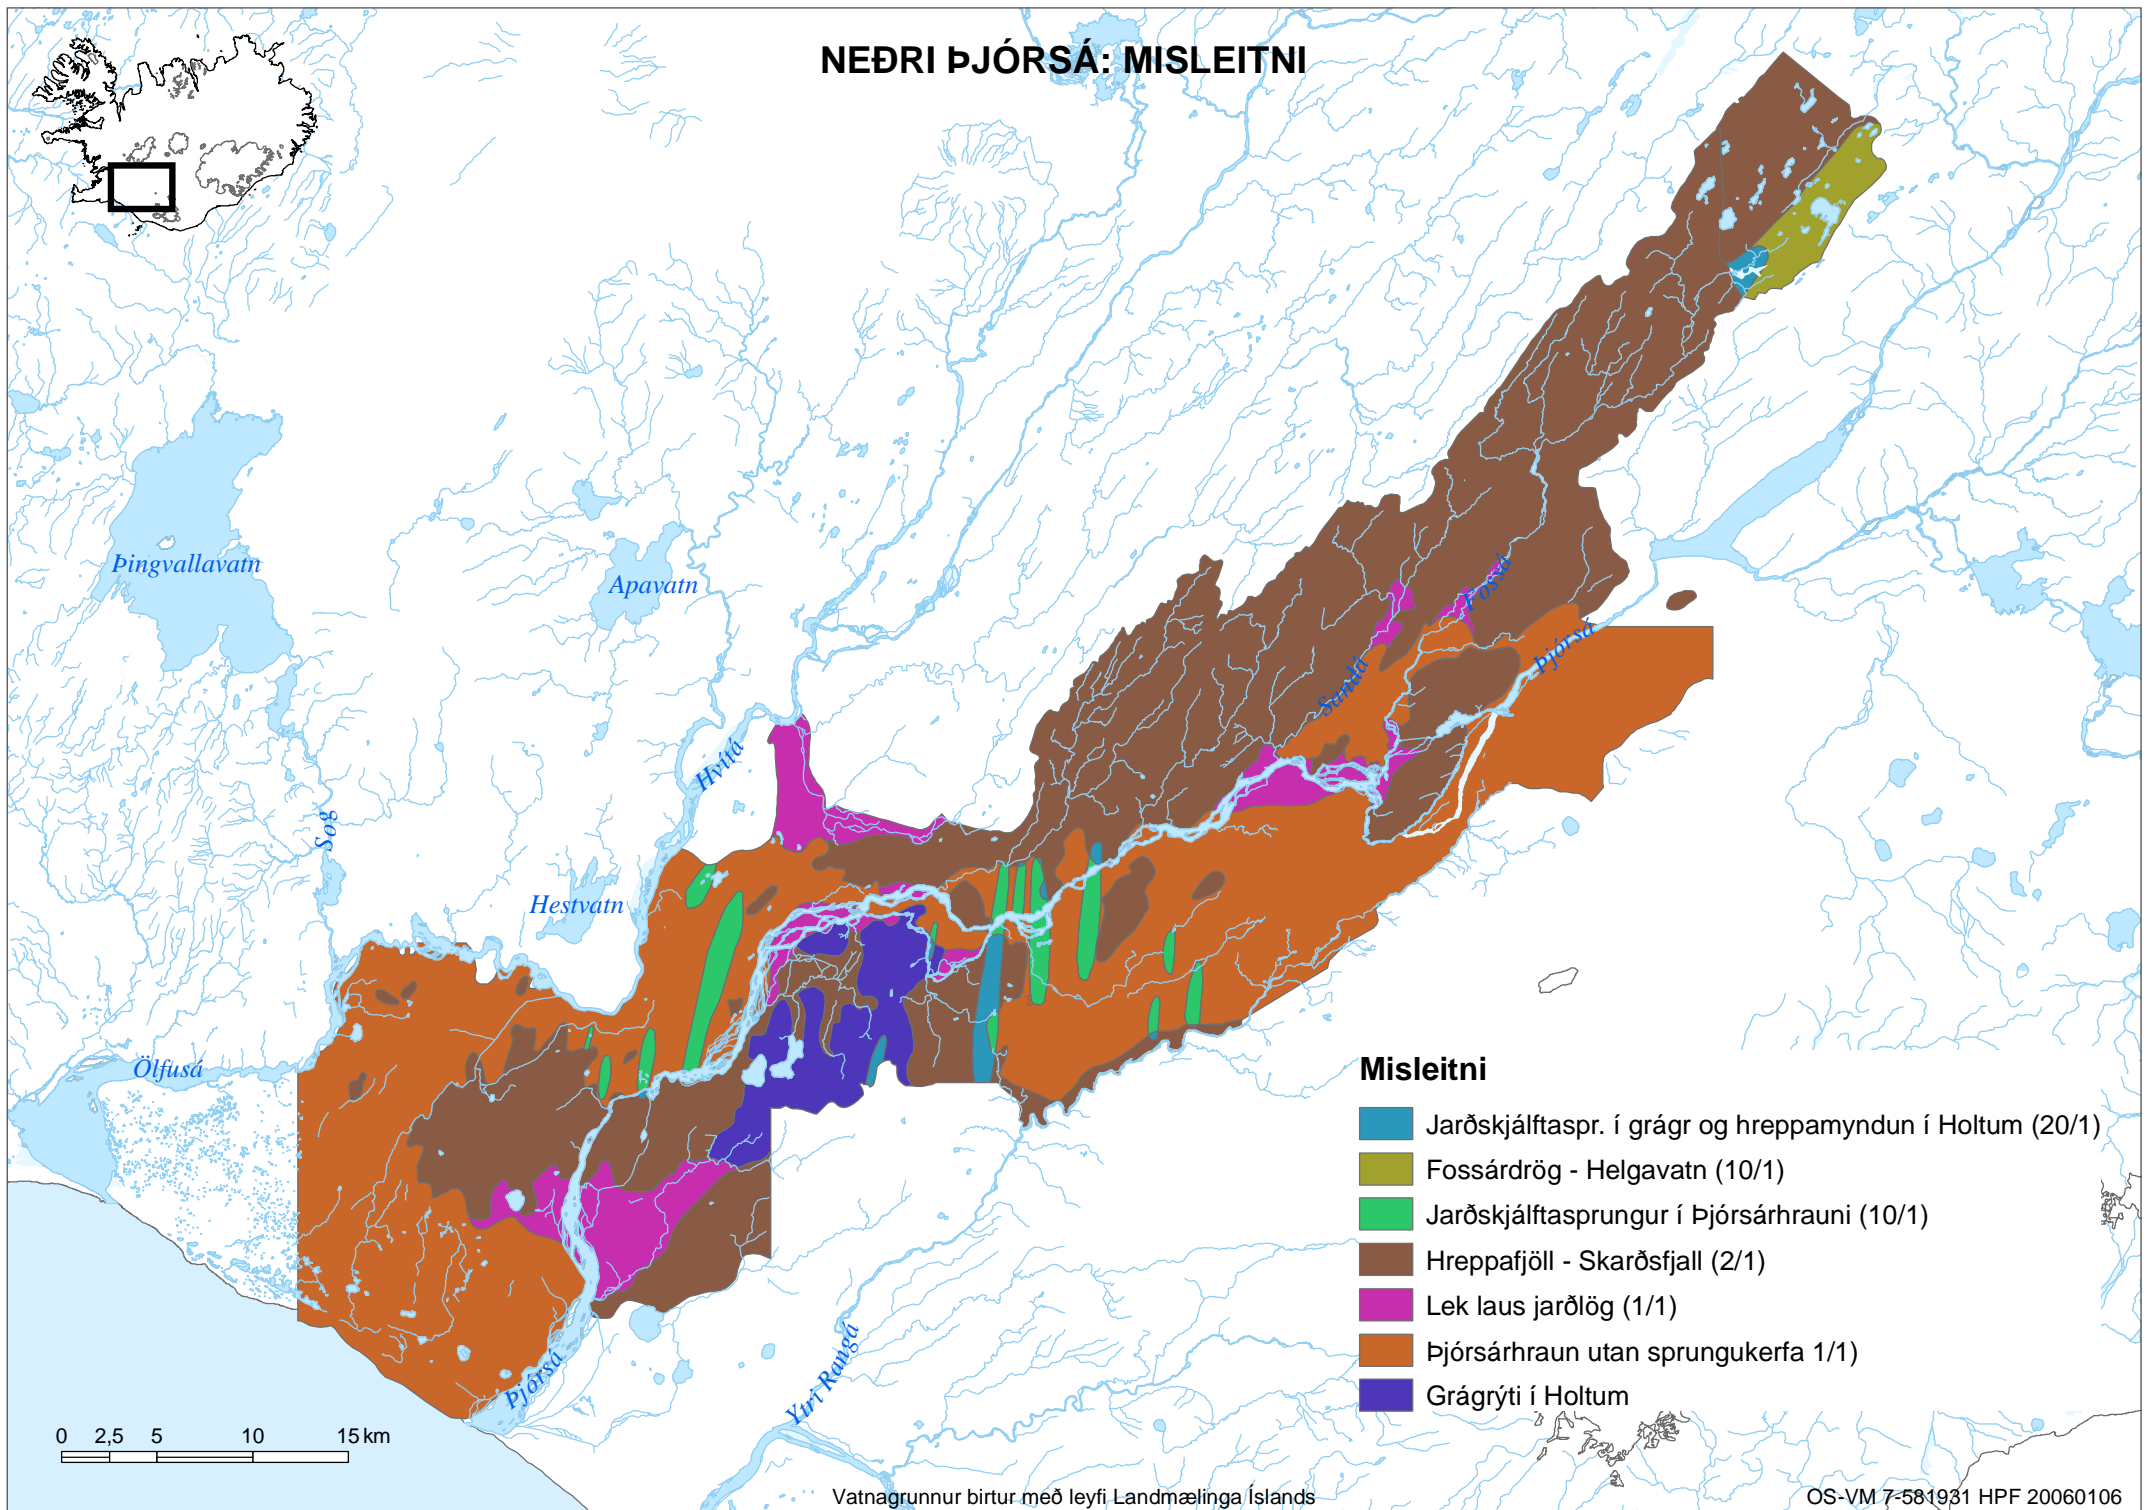 NEÐRI ÞJÓRSÁ: MISLEITNI
Þingvallavatn
Apavatn
Fossá
Þjórsá
Sandá
Hvítá
Sog
Hestvatn
Ölfusá
Þjórsá
Ytri Rangá
Misleitni
Jarðskjálftaspr. í grágr og hreppamyndun í Holtum (20/1)
Fossárdrög - Helgavatn (10/1)
Jarðskjálftasprungur í Þjórsárhrauni (10/1)
Hreppafjöll - Skarðsfjall (2/1)
Lek laus jarðlög (1/1)
Þjórsárhraun utan sprungukerfa 1/1)
Grágrýti í Holtum
0 2,5 5 10 15 km
Vatnagrunnur birtur með leyfi Landmælinga Íslands
OS-VM 7-581931 HPF 20060106